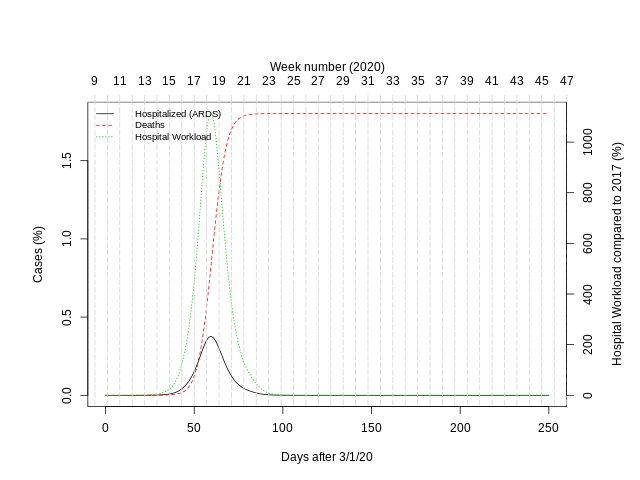 Week number (2020)
9 11 13 15 17 19 21 23 25 27 29 31 33 35 37 39 41 43 45 47
Hospitalized (ARDS)
Deaths
Hospital Workload
Cases (%)
0.0 0.5 1.0 1.5
Hospital Workload compared to 2017 (%)
0 200 400 600 800 1000
0 50 100 150 200 250
Days after 3/1/20